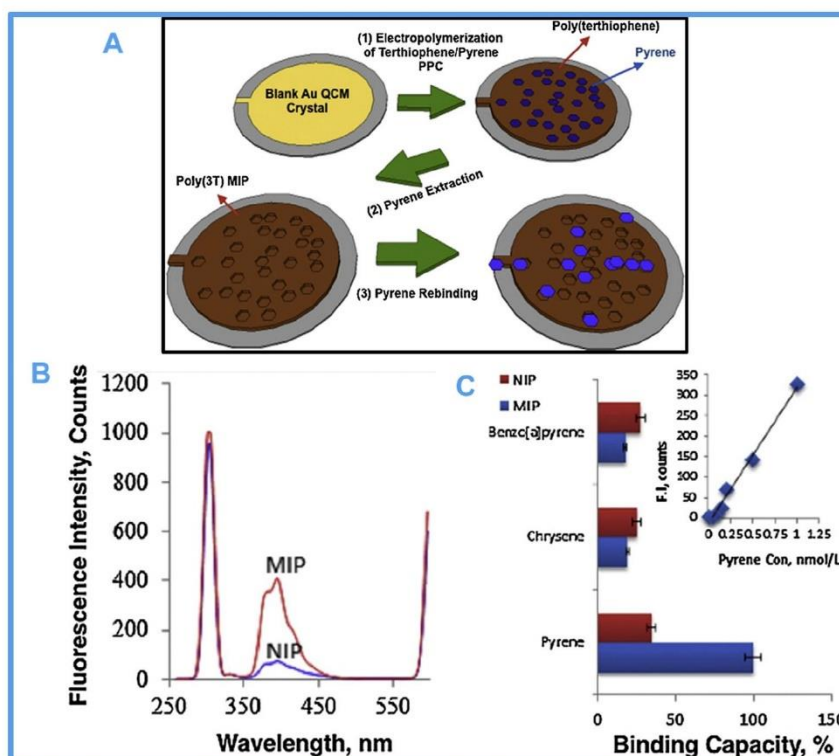 A
(1) Electropolymerization
of Terthiophene/Pyrene
PPC
Poly(terthiophene)
Pyrene
Blank Au QCM
Crystal
Poly(3T) MIP
(2) Pyrene Extraction
(3) Pyrene Rebinding
B
Fluorescence Intensity, Counts
1200
1000
800
600
400
200
0
MIP
NIP
250
350
450
550
Wavelength, nm
C
NIP
MIP
Benzo[a]pyrene
Chrysene
Pyrene
0
50
100
150
Binding Capacity, %
F.I, counts
350
300
250
200
150
100
50
0
0 0.25 0.5 0.75 1 1.25
Pyrene Con, nmol/L